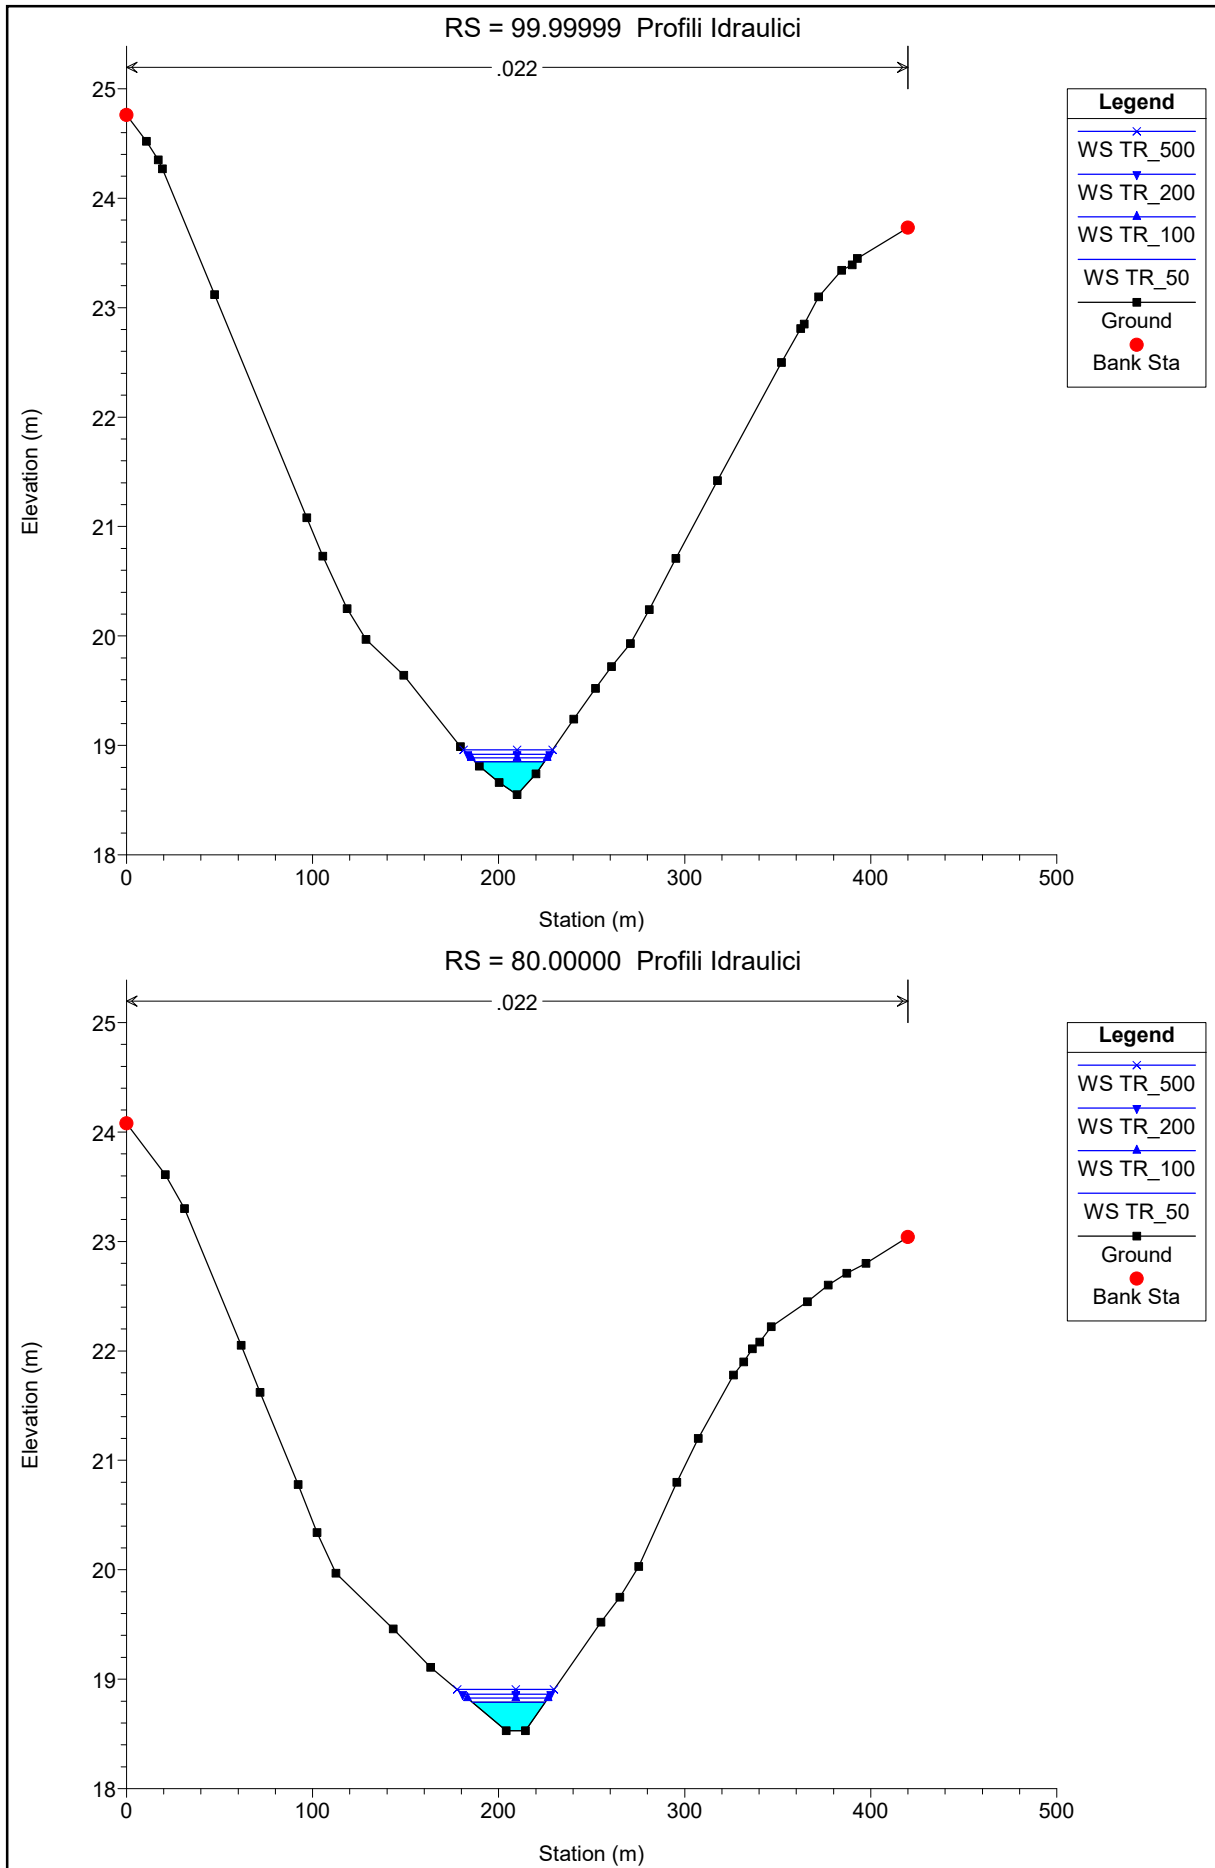 RS = 99.99999  Profili Idraulici
.022
25
24
23
22
21
20
19
18
Elevation (m)
0
100
200
300
400
500
Station (m)
Legend
WS TR_500
WS TR_200
WS TR_100
WS TR_50
Ground
Bank Sta
RS = 80.00000  Profili Idraulici
.022
25
24
23
22
21
20
19
18
Elevation (m)
0
100
200
300
400
500
Station (m)
Legend
WS TR_500
WS TR_200
WS TR_100
WS TR_50
Ground
Bank Sta